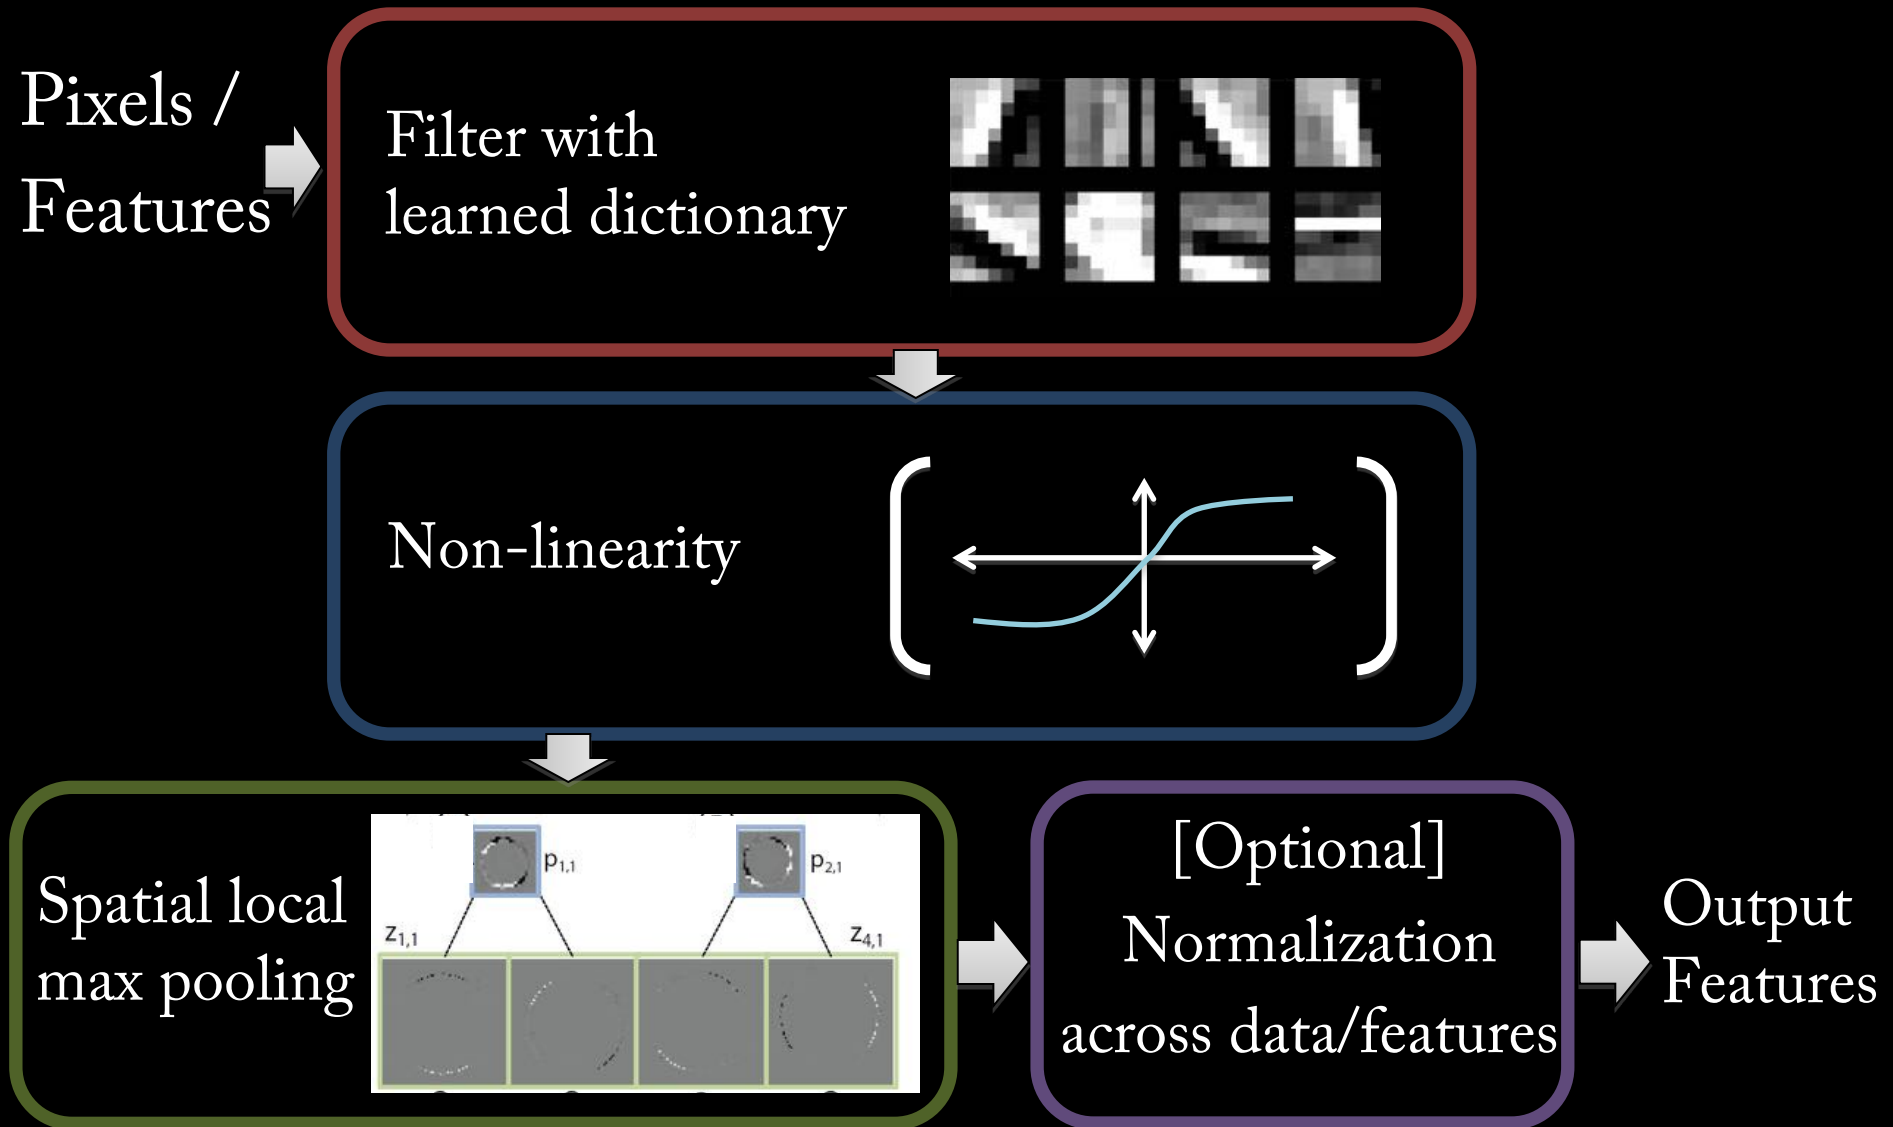 Pixels /
Features
Filter with
learned dictionary
Non-linearity
Spatial local
max pooling
p1,1
p2,1
z1,1
z4,1
[Optional]
Normalization
across data/features
Output
Features